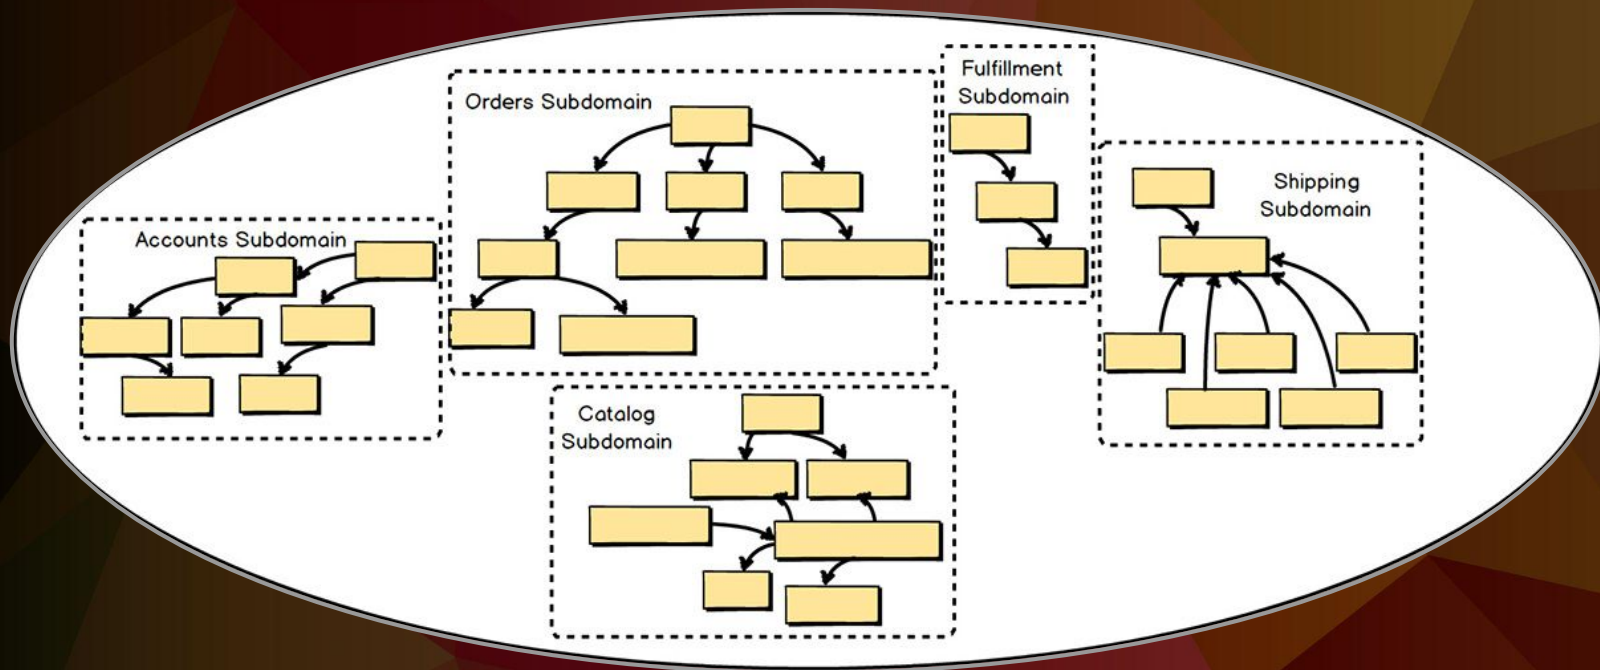 Fulfillment
Subdomain
Orders Subdomain
Shipping
Subdomain
Accounts Subdomain
Catalog
Subdomain